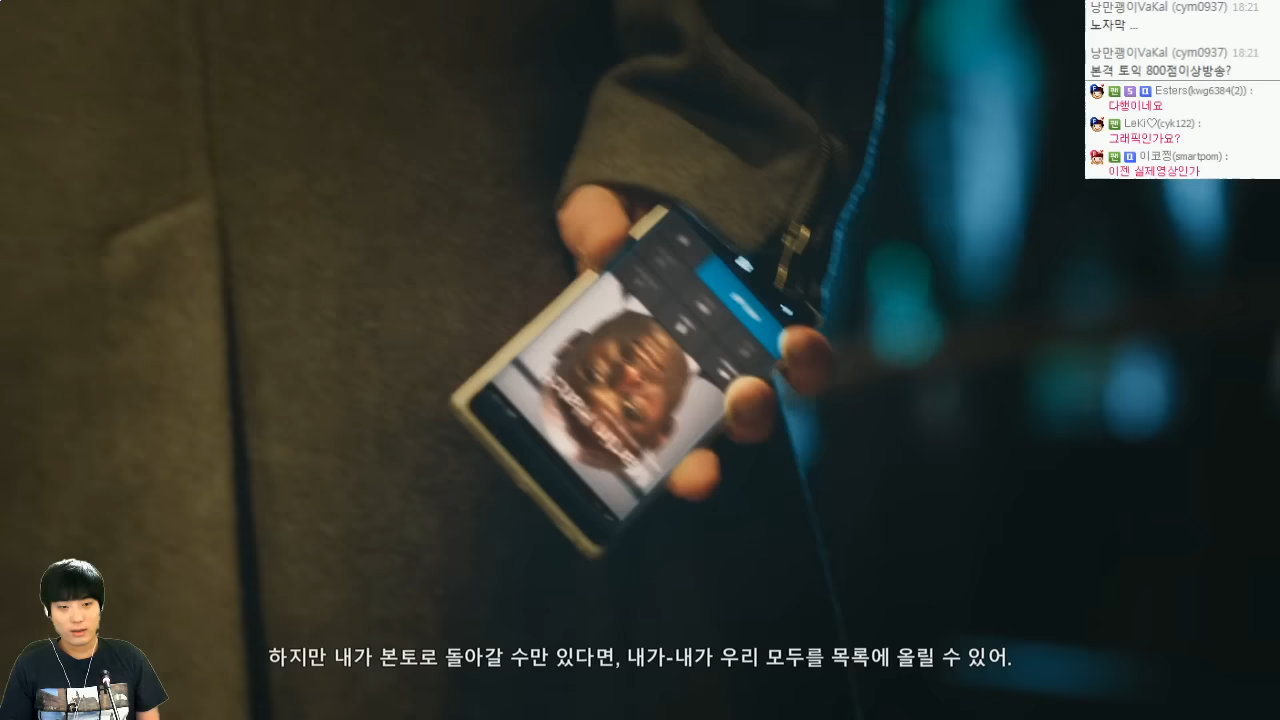 낭만괭이VaKal (cym0937) 18:21
노자막 ...
낭만괭이VaKal (cym0937) 18:21
본격 토익 800점이상방송?
팬 S Esters(kwg6384(2)) :
다행이네요
팬 LeKi♡(cyk122) :
그래픽인가요?
팬 이코찡(smartpom) :
이젠 실제영상인가
하지만 내가 본토로 돌아갈 수만 있다면, 내가-내가 우리 모두를 목록에 올릴 수 있어.